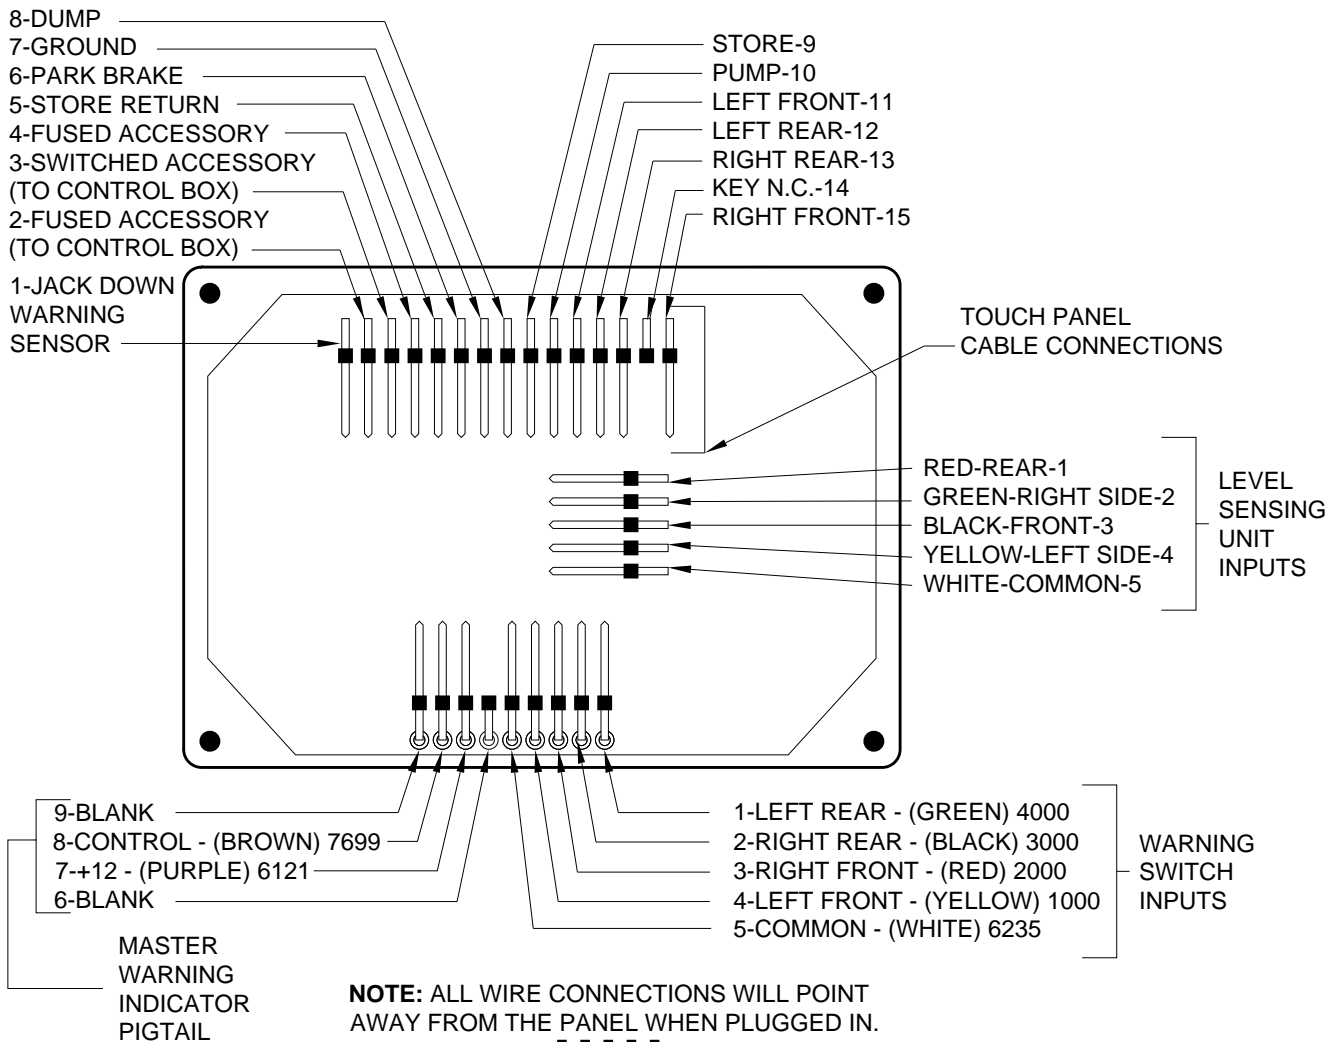 8-DUMP
7-GROUND
6-PARK BRAKE
5-STORE RETURN
4-FUSED ACCESSORY
3-SWITCHED ACCESSORY
(TO CONTROL BOX)
2-FUSED ACCESSORY
(TO CONTROL BOX)
1-JACK DOWN
WARNING
SENSOR
STORE-9
PUMP-10
LEFT FRONT-11
LEFT REAR-12
RIGHT REAR-13
KEY N.C.-14
RIGHT FRONT-15
TOUCH PANEL
CABLE CONNECTIONS
RED-REAR-1
GREEN-RIGHT SIDE-2
BLACK-FRONT-3
YELLOW-LEFT SIDE-4
WHITE-COMMON-5
LEVEL
SENSING
UNIT
INPUTS
9-BLANK
8-CONTROL - (BROWN) 7699
7-+12 - (PURPLE) 6121
6-BLANK
MASTER
WARNING
INDICATOR
PIGTAIL
1-LEFT REAR - (GREEN) 4000
2-RIGHT REAR - (BLACK) 3000
3-RIGHT FRONT - (RED) 2000
4-LEFT FRONT - (YELLOW) 1000
5-COMMON - (WHITE) 6235
WARNING
SWITCH
INPUTS
NOTE: ALL WIRE CONNECTIONS WILL POINT
AWAY FROM THE PANEL WHEN PLUGGED IN.